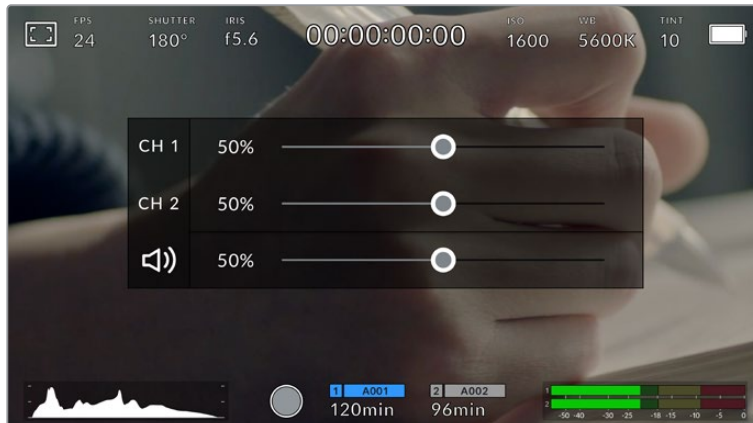 FPS SHUTTER IRIS ISO WB TINT
24 180° f5.6 00:00:00:00 1600 5600K 10
CH 1 50%
CH 2 50%
50%
1 A001 2 A002
120min 96min
1
2
-50 -40 -30 -25 -18 -15 -10 -5 0